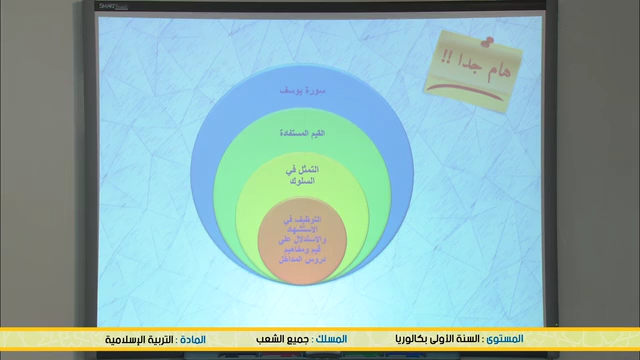 SMART
هام جدا !!
سورة يوسف
القيم المستفادة
التمثل في
السلوك
التوظيف في
الاستشهاد
والاستدلال على
قيم ومفاهيم
دروس المداخل
المستوى : السنة الأولى بكالوريا
المسلك : جميع الشعب
المادة : التربية الإسلامية